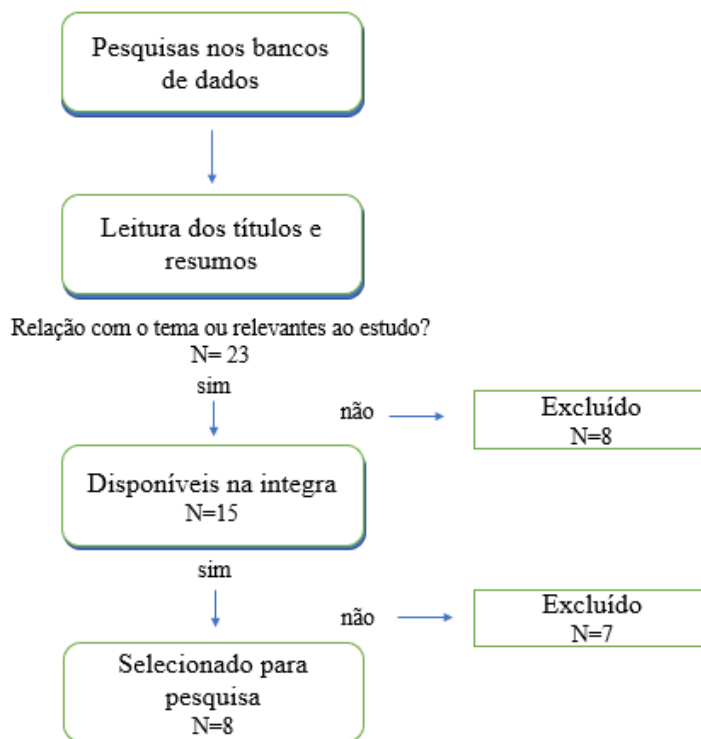 Pesquisas nos bancos
de dados
Leitura dos títulos e
resumos
Relação com o tema ou relevantes ao estudo?
N= 23
sim
não
Excluído
N=8
Disponíveis na integra
N=15
sim
não
Excluído
N=7
Selecionado para
pesquisa
N=8